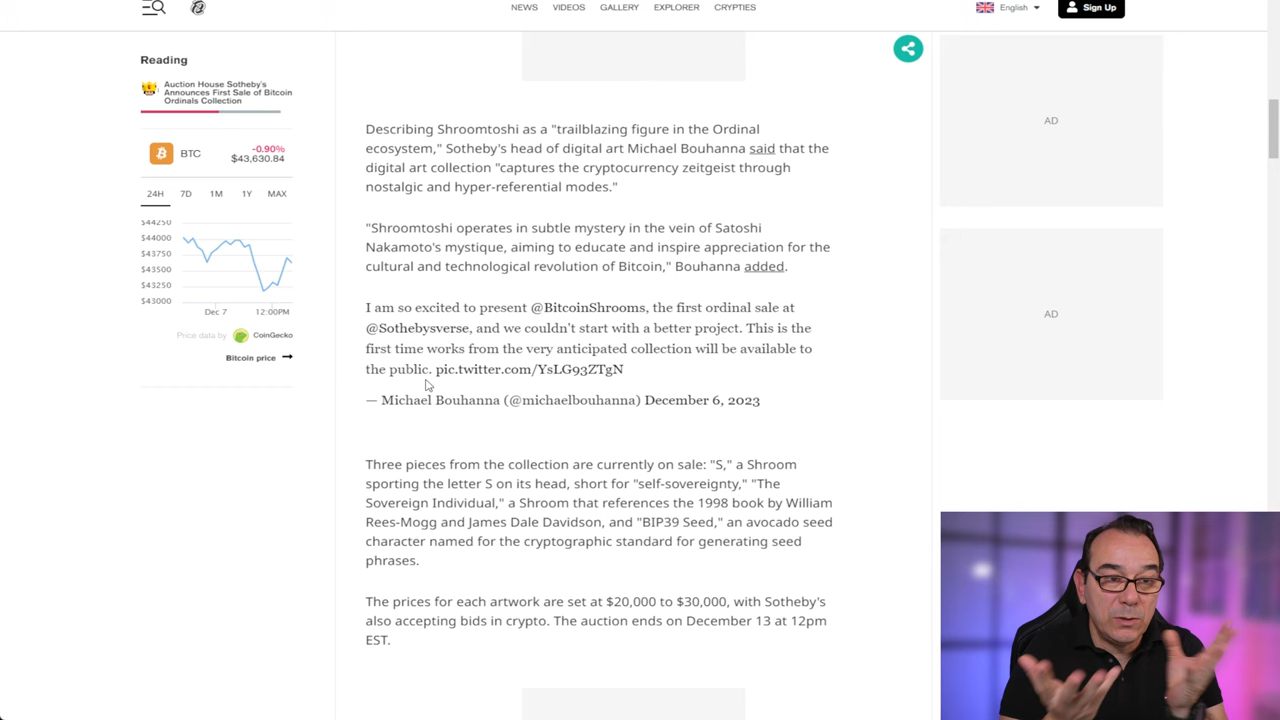 NEWS VIDEOS GALLERY EXPLORER CRYPTIES
English
Sign Up
Reading
Auction House Sotheby's
Announces First Sale of Bitcoin
Ordinals Collection
BTC
-0.90%
$43,630.84
24H 7D 1M 1Y MAX
$44250
$44000
$43750
$43500
$43250
$43000
Dec 7 12:00PM
Price data by CoinGecko
Bitcoin price
Describing Shroomtoshi as a "trailblazing figure in the Ordinal
ecosystem," Sotheby's head of digital art Michael Bouhanna said that the
digital art collection "captures the cryptocurrency zeitgeist through
nostalgic and hyper-referential modes."
"Shroomtoshi operates in subtle mystery in the vein of Satoshi
Nakamoto's mystique, aiming to educate and inspire appreciation for the
cultural and technological revolution of Bitcoin," Bouhanna added.
I am so excited to present @BitcoinShrooms, the first ordinal sale at
@Sothebysverse, and we couldn't start with a better project. This is the
first time works from the very anticipated collection will be available to
the public. pic.twitter.com/YsLG93ZTgN
— Michael Bouhanna (@michaelbouhanna) December 6, 2023
Three pieces from the collection are currently on sale: "S," a Shroom
sporting the letter S on its head, short for "self-sovereignty," "The
Sovereign Individual," a Shroom that references the 1998 book by William
Rees-Mogg and James Dale Davidson, and "BIP39 Seed," an avocado seed
character named for the cryptographic standard for generating seed
phrases.
The prices for each artwork are set at $20,000 to $30,000, with Sotheby's
also accepting bids in crypto. The auction ends on December 13 at 12pm
EST.
AD
AD